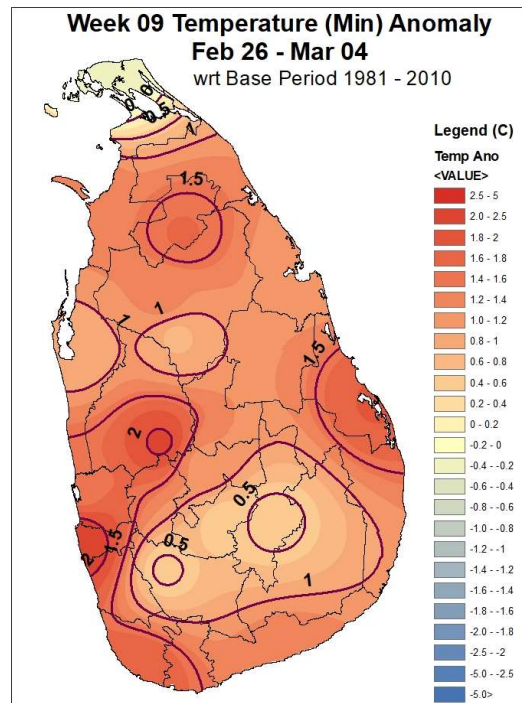 Week 09 Temperature (Min) Anomaly
Feb 26 - Mar 04
wrt Base Period 1981 - 2010
0
0
0.5
1
1.5
1
1
1.5
2
0.5
0.5
1.5
2
1
Legend (C)
Temp Ano
<VALUE>
2.5 - 5
2.0 - 2.5
1.8 - 2
1.6 - 1.8
1.4 - 1.6
1.2 - 1.4
1.0 - 1.2
0.8 - 1
0.6 - 0.8
0.4 - 0.6
0.2 - 0.4
0 - 0.2
-0.2 - 0
-0.4 - -0.2
-0.6 - -0.4
-0.8 - -0.6
-1.0 - -0.8
-1.2 - -1
-1.4 - -1.2
-1.6 - -1.4
-1.8 - -1.6
-2.0 - -1.8
-2.5 - -2
-5.0 - -2.5
-5.0>